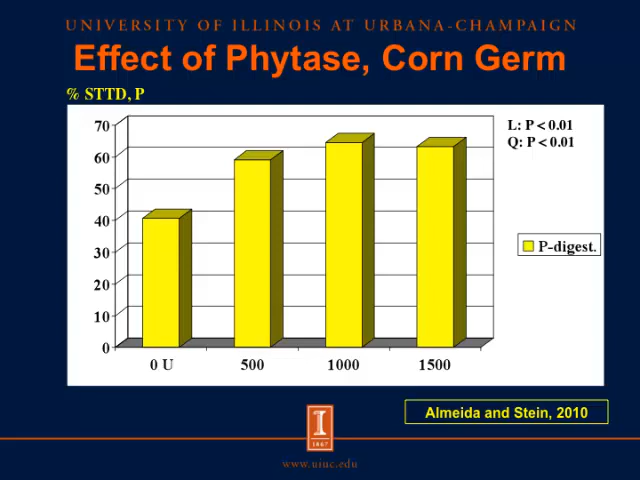 UNIVERSITY OF ILLINOIS AT URBANA-CHAMPAIGN
Effect of Phytase, Corn Germ
% STTD, P
L: P < 0.01
Q: P < 0.01
70
60
50
40
30
20
10
0
P-digest.
0 U 500 1000 1500
Almeida and Stein, 2010
I
1867
www.uiuc.edu